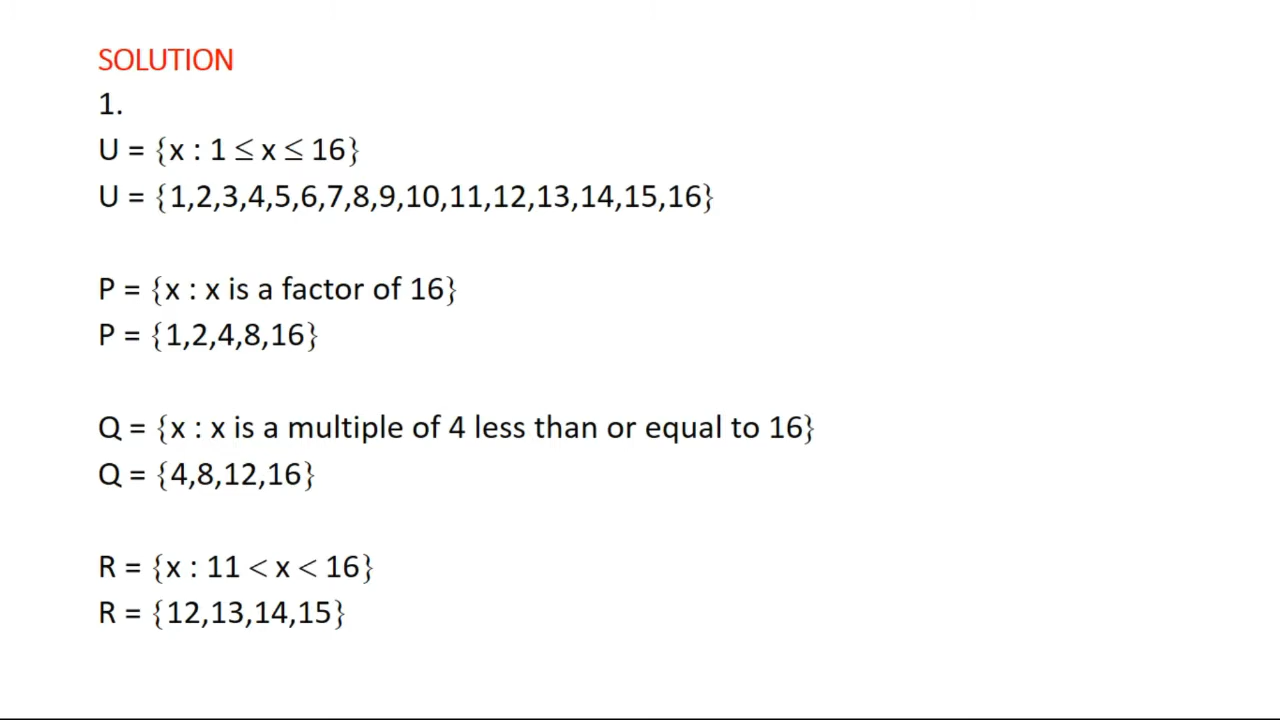 SOLUTION
1.
U = {x : 1 ≤ x ≤ 16}
U = {1,2,3,4,5,6,7,8,9,10,11,12,13,14,15,16}
P = {x : x is a factor of 16}
P = {1,2,4,8,16}
Q = {x : x is a multiple of 4 less than or equal to 16}
Q = {4,8,12,16}
R = {x : 11 < x < 16}
R = {12,13,14,15}